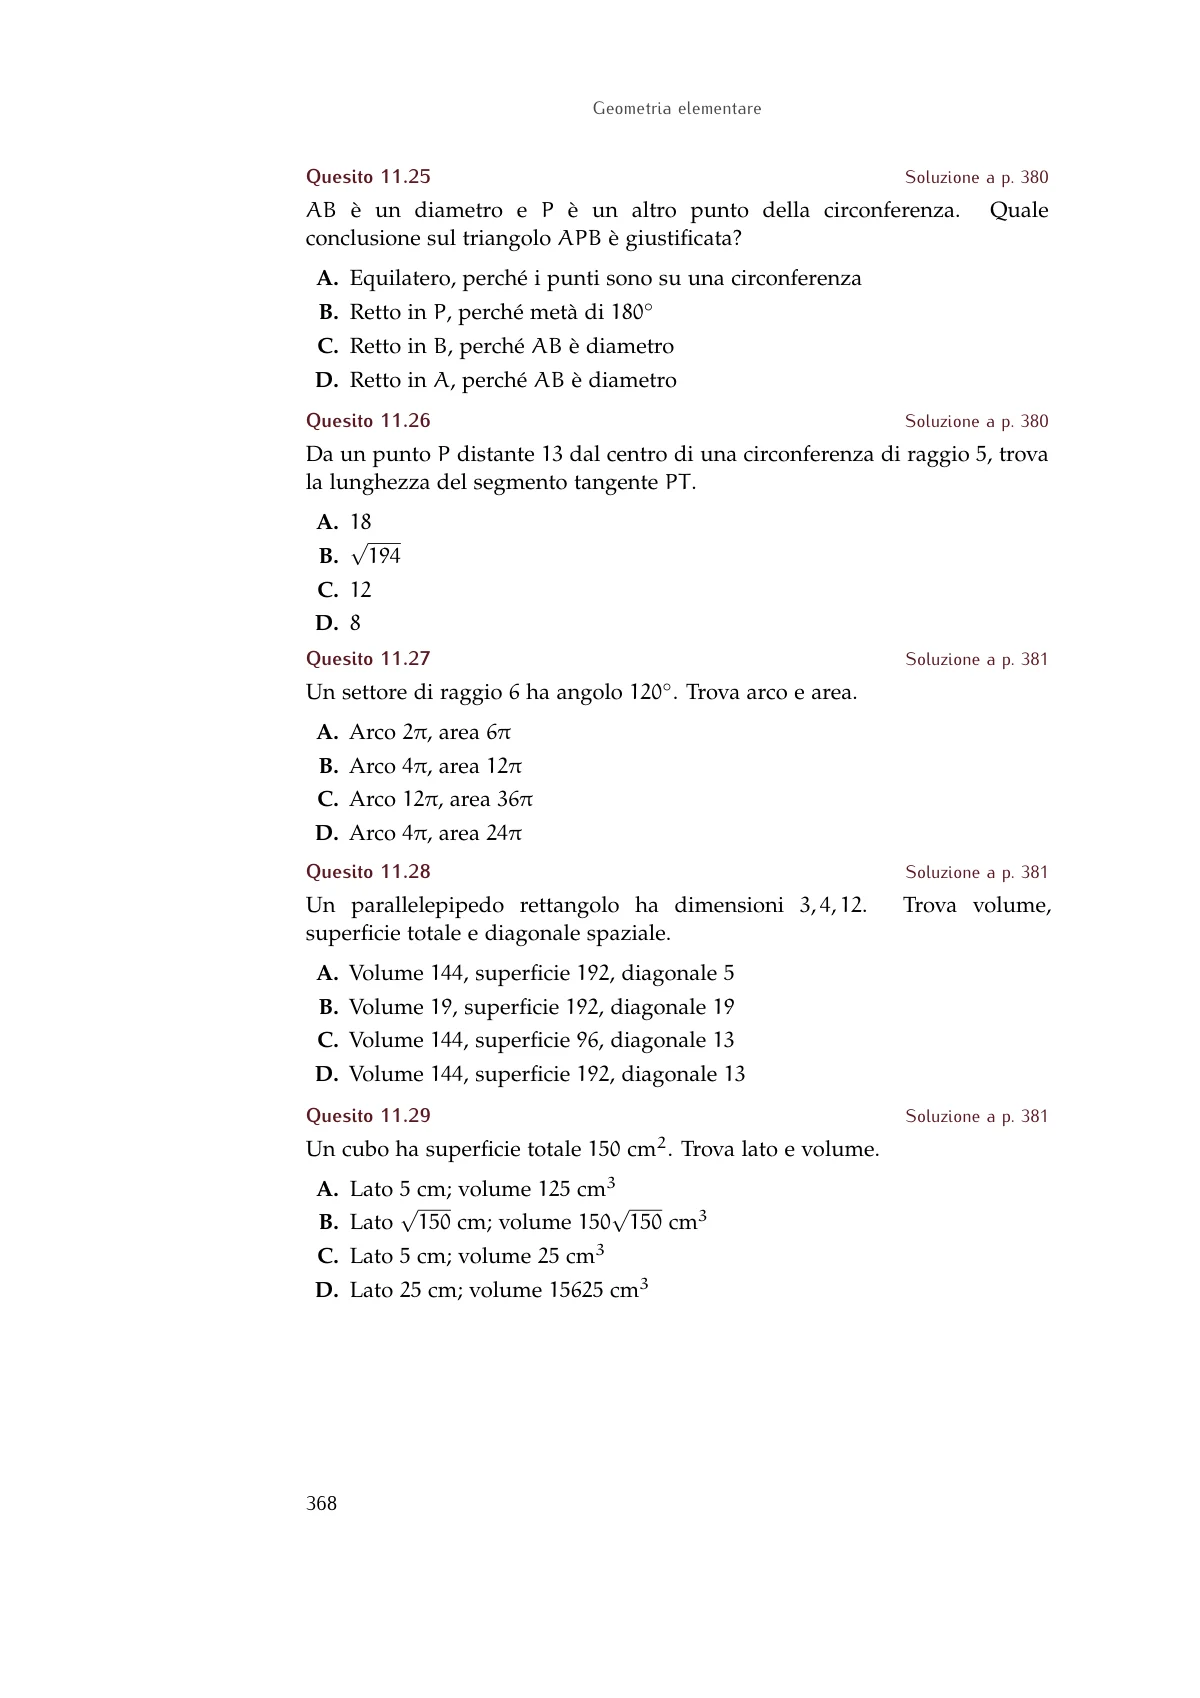 Geometria elementare
Quesito 11.25 Soluzione a p. 380
AB è un diametro e P è un altro punto della circonferenza. Quale
conclusione sul triangolo APB è giustificata?
A. Equilatero, perché i punti sono su una circonferenza
B. Retto in P, perché metà di 180°
C. Retto in B, perché AB è diametro
D. Retto in A, perché AB è diametro
Quesito 11.26 Soluzione a p. 380
Da un punto P distante 13 dal centro di una circonferenza di raggio 5, trova
la lunghezza del segmento tangente PT.
A. 18
B. √194
C. 12
D. 8
Quesito 11.27 Soluzione a p. 381
Un settore di raggio 6 ha angolo 120°. Trova arco e area.
A. Arco 2π, area 6π
B. Arco 4π, area 12π
C. Arco 12π, area 36π
D. Arco 4π, area 24π
Quesito 11.28 Soluzione a p. 381
Un parallelepipedo rettangolo ha dimensioni 3, 4, 12. Trova volume,
superficie totale e diagonale spaziale.
A. Volume 144, superficie 192, diagonale 5
B. Volume 19, superficie 192, diagonale 19
C. Volume 144, superficie 96, diagonale 13
D. Volume 144, superficie 192, diagonale 13
Quesito 11.29 Soluzione a p. 381
Un cubo ha superficie totale 150 cm². Trova lato e volume.
A. Lato 5 cm; volume 125 cm³
B. Lato √150 cm; volume 150√150 cm³
C. Lato 5 cm; volume 25 cm³
D. Lato 25 cm; volume 15625 cm³
368